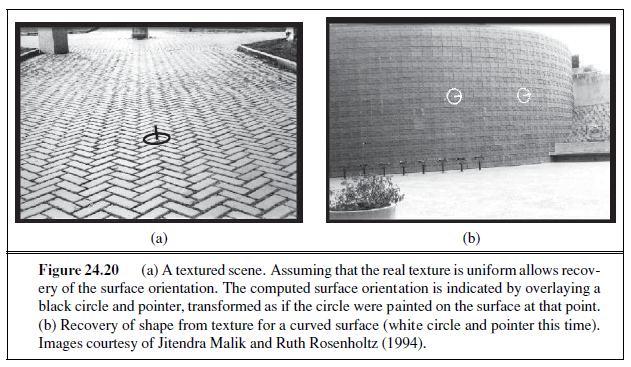 (a)
(b)
Figure 24.20 (a) A textured scene. Assuming that the real texture is uniform allows recov-
ery of the surface orientation. The computed surface orientation is indicated by overlaying a
black circle and pointer, transformed as if the circle were painted on the surface at that point.
(b) Recovery of shape from texture for a curved surface (white circle and pointer this time).
Images courtesy of Jitendra Malik and Ruth Rosenholtz (1994).